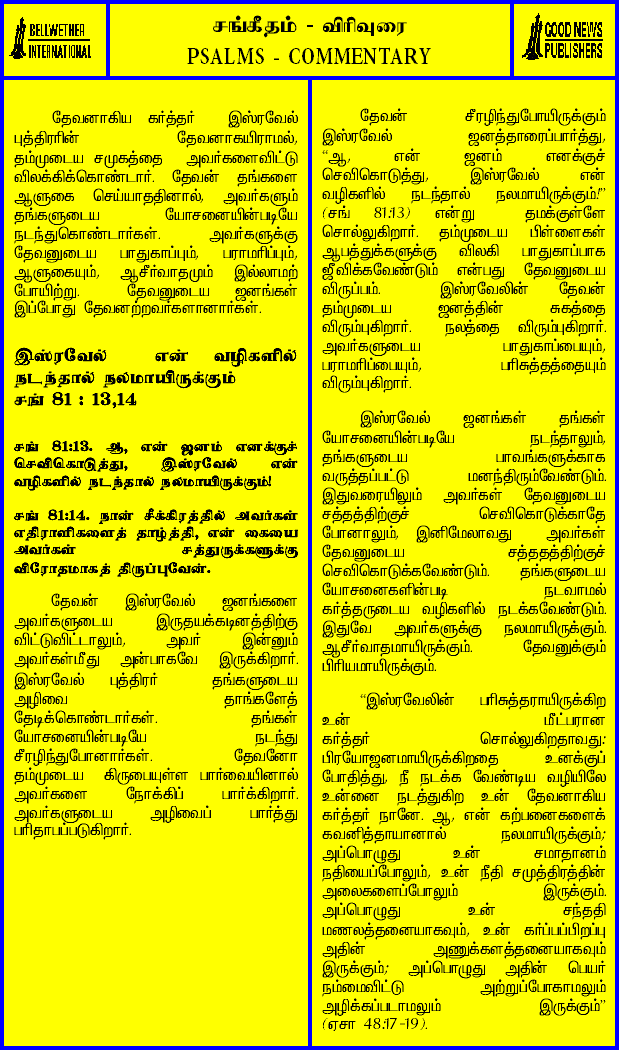 BELLWETHER
INTERNATIONAL
சங்கீதம் - விரிவுரை
PSALMS - COMMENTARY
GOOD NEWS
PUBLISHERS
தேவனாகிய கர்த்தர் இஸ்ரவேல்
புத்திரரின் தேவனாகயிராமல்,
தம்முடைய சமுகத்தை அவர்களைவிட்டு
விலக்கிக்கொண்டார். தேவன் தங்களை
ஆளுகை செய்யாததினால், அவர்களும்
தங்களுடைய யோசனையின்படியே
நடந்துகொண்டார்கள். அவர்களுக்கு
தேவனுடைய பாதுகாப்பும், பராமரிப்பும்,
ஆளுகையும், ஆசீர்வாதமும் இல்லாமற்
போயிற்று. தேவனுடைய ஜனங்கள்
இப்போது தேவனற்றவர்களானார்கள்.
இஸ்ரவேல் என் வழிகளில்
நடந்தால் நலமாயிருக்கும்
சங் 81 : 13,14
சங் 81:13. ஆ, என் ஜனம் எனக்குச்
செவிகொடுத்து, இஸ்ரவேல் என்
வழிகளில் நடந்தால் நலமாயிருக்கும்!
சங் 81:14. நான் சீக்கிரத்தில் அவர்கள்
எதிராளிகளைத் தாழ்த்தி, என் கையை
அவர்கள் சத்துருக்களுக்கு
விரோதமாகத் திருப்புவேன்.
தேவன் இஸ்ரவேல் ஜனங்களை
அவர்களுடைய இருதயக்கடினத்திற்கு
விட்டுவிட்டாலும், அவர் இன்னும்
அவர்கள்மீது அன்பாகவே இருக்கிறார்.
இஸ்ரவேல் புத்திரர் தங்களுடைய
அழிவை தாங்களேத்
தேடிக்கொண்டார்கள். தங்கள்
யோசனையின்படியே நடந்து
சீரழிந்துபோனார்கள். தேவனோ
தம்முடைய கிருபையுள்ள பார்வையினால்
அவர்களை நோக்கிப் பார்க்கிறார்.
அவர்களுடைய அழிவைப் பார்த்து
பரிதாபப்படுகிறார்.
தேவன் சீரழிந்துபோயிருக்கும்
இஸ்ரவேல் ஜனத்தாரைப்பார்த்து,
"ஆ, என் ஜனம் எனக்குச்
செவிகொடுத்து, இஸ்ரவேல் என்
வழிகளில் நடந்தால் நலமாயிருக்கும்!"
(சங் 81:13) என்று தமக்குள்ளே
சொல்லுகிறார். தம்முடைய பிள்ளைகள்
ஆபத்துக்களுக்கு விலகி பாதுகாப்பாக
ஜீவிக்கவேண்டும் என்பது தேவனுடைய
விருப்பம். இஸ்ரவேலின் தேவன்
தம்முடைய ஜனத்தின் சுகத்தை
விரும்புகிறார். நலத்தை விரும்புகிறார்.
அவர்களுடைய பாதுகாப்பையும்,
பராமரிப்பையும், பரிசுத்தத்தையும்
விரும்புகிறார்.
இஸ்ரவேல் ஜனங்கள் தங்கள்
யோசனையின்படியே நடந்தாலும்,
தங்களுடைய பாவங்களுக்காக
வருத்தப்பட்டு மனந்திரும்வேண்டும்.
இதுவரையிலும் அவர்கள் தேவனுடைய
சத்தத்திற்குச் செவிகொடுக்காதே
போனாலும், இனிமேலாவது அவர்கள்
தேவனுடைய சத்ததத்திற்குச்
செவிகொடுக்கவேண்டும். தங்களுடைய
யோசனைகளின்படி நடவாமல்
கர்த்தருடைய வழிகளில் நடக்கவேண்டும்.
இதுவே அவர்களுக்கு நலமாயிருக்கும்.
ஆசீர்வாதமாயிருக்கும். தேவனுக்கும்
பிரியமாயிருக்கும்.
"இஸ்ரவேலின் பரிசுத்தராயிருக்கிற
உன் மீட்பரான
கர்த்தர் சொல்லுகிறதாவது:
பிரயோஜனமாயிருக்கிறதை உனக்குப்
போதித்து, நீ நடக்க வேண்டிய வழியிலே
உன்னை நடத்துகிற உன் தேவனாகிய
கர்த்தர் நானே. ஆ, என் கற்பனைகளைக்
கவனித்தாயானால் நலமாயிருக்கும்;
அப்பொழுது உன் சமாதானம்
நதியைப்போலும், உன் நீதி சமுத்திரத்தின்
அலைகளைப்போலும் இருக்கும்.
அப்பொழுது உன் சந்ததி
மணலத்தனையாகவும், உன் கர்ப்பப்பிறப்பு
அதின் அணுக்களத்தனையாகவும்
இருக்கும்; அப்பொழுது அதின் பெயர்
நம்மைவிட்டு அற்றுப்போகாமலும்
அழிக்கப்படாமலும் இருக்கும்"
(ஏசா 48:17-19).